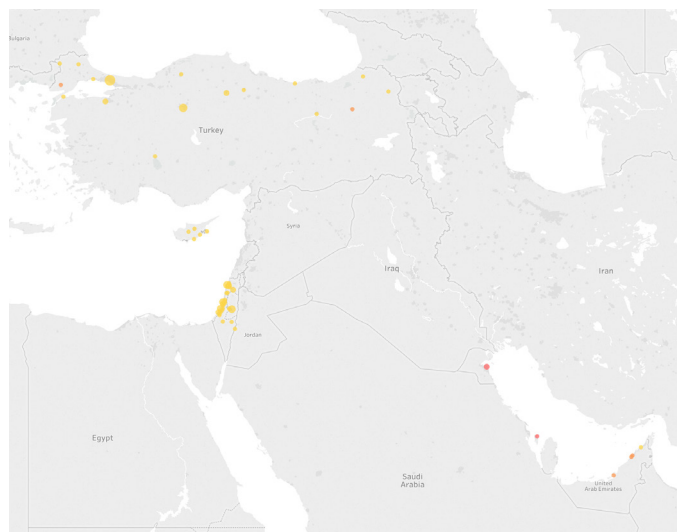 Bulgaria
Turkey
Syria
Iraq
Iran
Jordan
Egypt
Saudi
Arabia
United
Arab Emirates